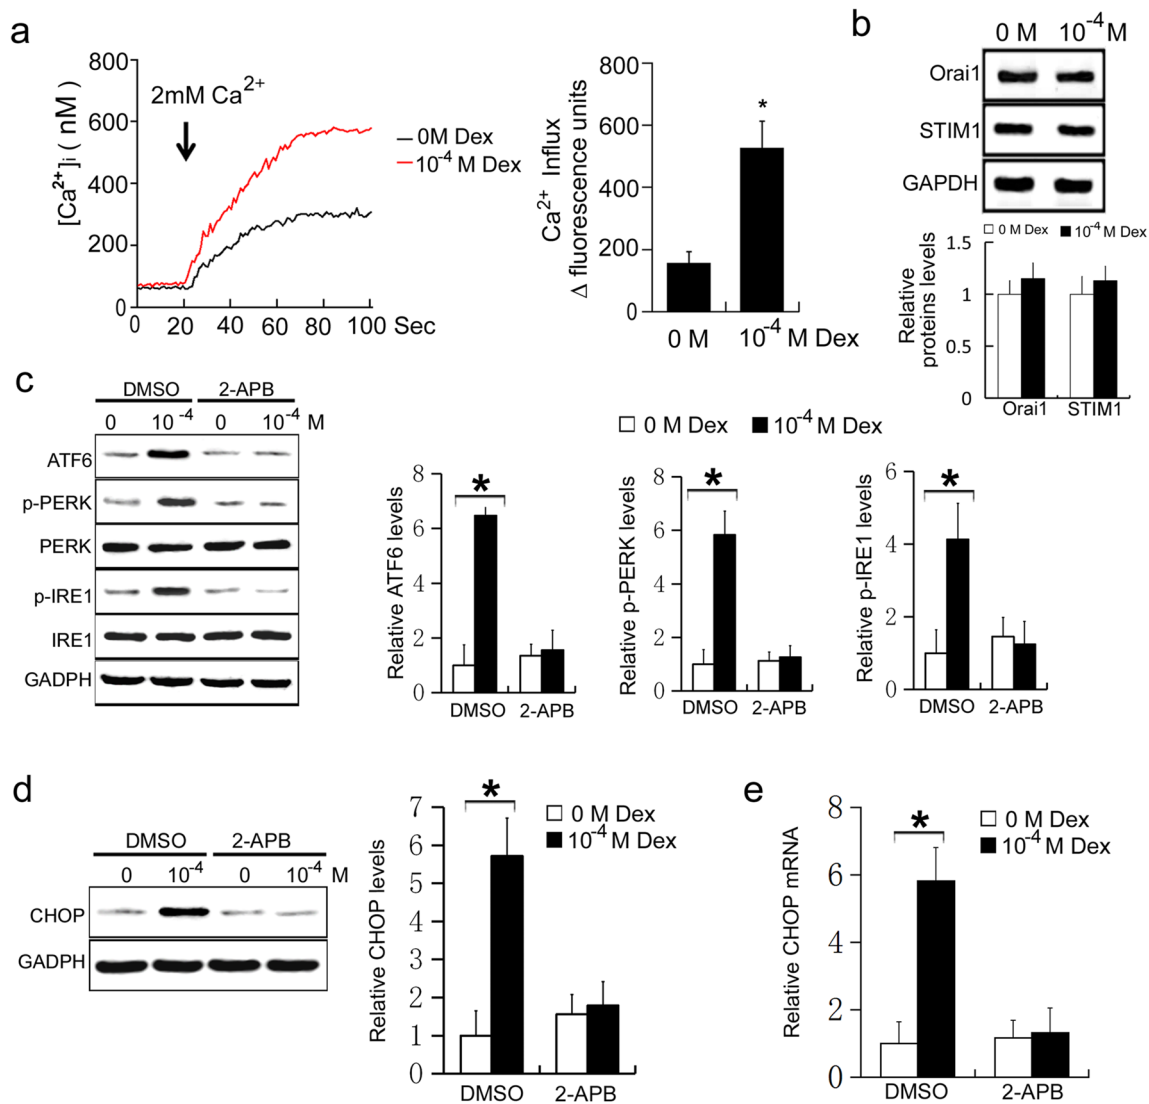 a
800
600
400
200
0
[Ca²⁺]i ( nM )
2mM Ca²⁺
0M Dex
10⁻⁴ M Dex
0 20 40 60 80 100 Sec
800
600
400
200
0
Ca²⁺ Influx
Δ fluorescence units
*
0 M 10⁻⁴ M Dex
b
0 M 10⁻⁴ M
Orai1
STIM1
GAPDH
0 M Dex 10⁻⁴ M Dex
1.5
1
0.5
0
Relative
proteins levels
Orai1 STIM1
c
DMSO 2-APB
0 10⁻⁴ 0 10⁻⁴ M
ATF6
p-PERK
PERK
p-IRE1
IRE1
GADPH
0 M Dex 10⁻⁴ M Dex
8
6
4
2
0
Relative ATF6 levels
*
DMSO 2-APB
8
6
4
2
0
Relative p-PERK levels
*
DMSO 2-APB
6
4
2
0
Relative p-IRE1 levels
*
DMSO 2-APB
d
DMSO 2-APB
0 10⁻⁴ 0 10⁻⁴ M
CHOP
GADPH
7
6
5
4
3
2
1
0
Relative CHOP levels
*
0 M Dex
10⁻⁴ M Dex
DMSO 2-APB
e
8
6
4
2
0
Relative CHOP mRNA
*
0 M Dex
10⁻⁴ M Dex
DMSO 2-APB